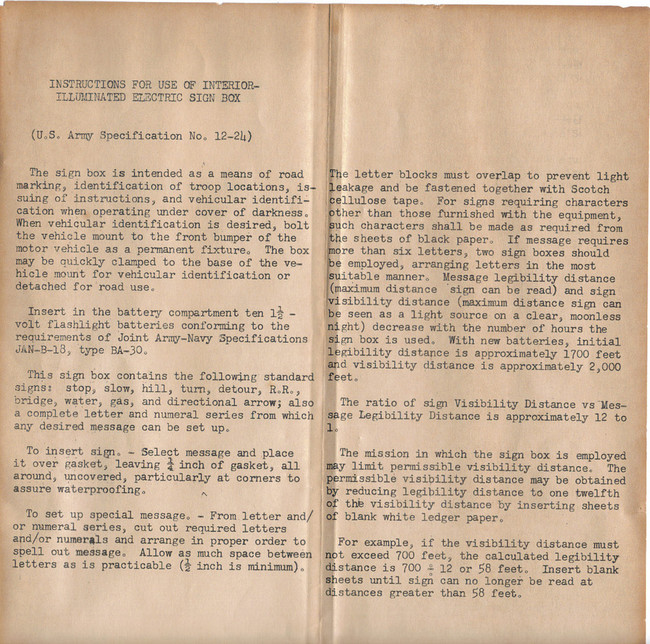 INSTRUCTIONS FOR USE OF INTERIOR-
ILLUMINATED ELECTRIC SIGN BOX
(U.S. Army Specification No. 12-24)
The sign box is intended as a means of road
marking, identification of troop locations, is-
suing of instructions, and vehicular identifi-
cation when operating under cover of darkness.
When vehicular identification is desired, bolt
the vehicle mount to the front bumper of the
motor vehicle as a permanent fixture. The box
may be quickly clamped to the base of the ve-
hicle mount for vehicular identification or
detached for road use.
Insert in the battery compartment ten 1½ -
volt flashlight batteries conforming to the
requirements of Joint Army-Navy Specifications
JAN-B-18, type BA-30.
This sign box contains the following standard
signs: stop, slow, hill, turn, detour, R.R.,
bridge, water, gas, and directional arrow; also
a complete letter and numeral series from which
any desired message can be set up.
To insert sign. - Select message and place
it over gasket, leaving ¼ inch of gasket, all
around, uncovered, particularly at corners to
assure waterproofing.
To set up special message. - From letter and/
or numeral series, cut out required letters
and/or numerals and arrange in proper order to
spell out message. Allow as much space between
letters as is practicable (½ inch is minimum).
The letter blocks must overlap to prevent light
leakage and be fastened together with Scotch
cellulose tape. For signs requiring characters
other than those furnished with the equipment,
such characters shall be made as required from
the sheets of black paper. If message requires
more than six letters, two sign boxes should
be employed, arranging letters in the most
suitable manner. Message legibility distance
(maximum distance sign can be read) and sign
visibility distance (maximum distance sign can
be seen as a light source on a clear, moonless
night) decrease with the number of hours the
sign box is used. With new batteries, initial
legibility distance is approximately 1700 feet
and visibility distance is approximately 2,000
feet.
The ratio of sign Visibility Distance vs Mes-
sage Legibility Distance is approximately 12 to
1.
The mission in which the sign box is employed
may limit permissible visibility distance. The
permissible visibility distance may be obtained
by reducing legibility distance to one twelfth
of the visibility distance by inserting sheets
of blank white ledger paper.
For example, if the visibility distance must
not exceed 700 feet, the calculated legibility
distance is 700 ÷ 12 or 58 feet. Insert blank
sheets until sign can no longer be read at
distances greater than 58 feet.